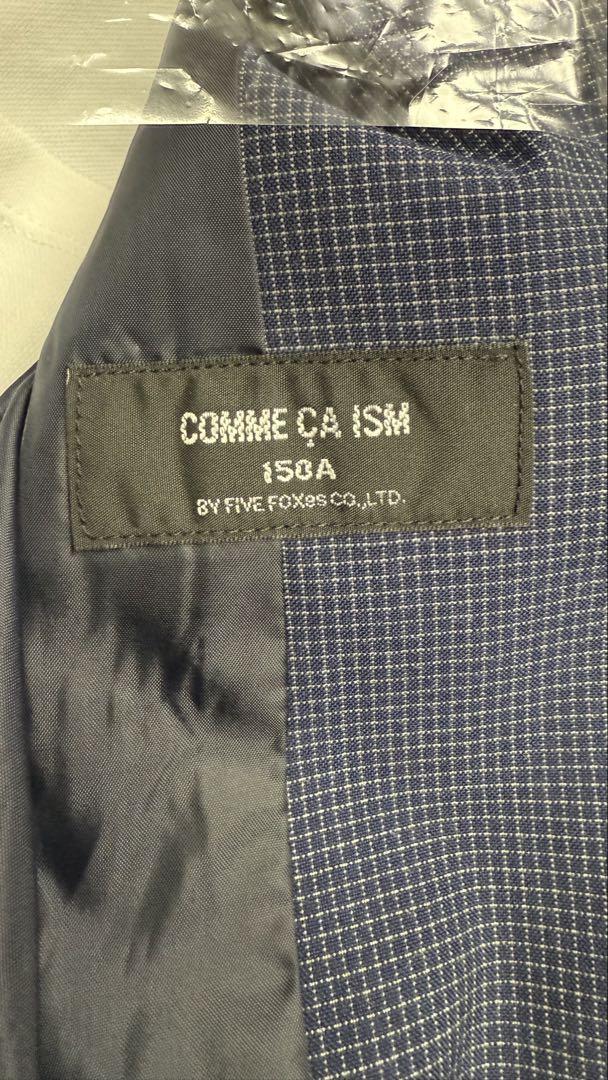 COMME ÇA ISM
150A
BY FIVE FOXes CO.,LTD.